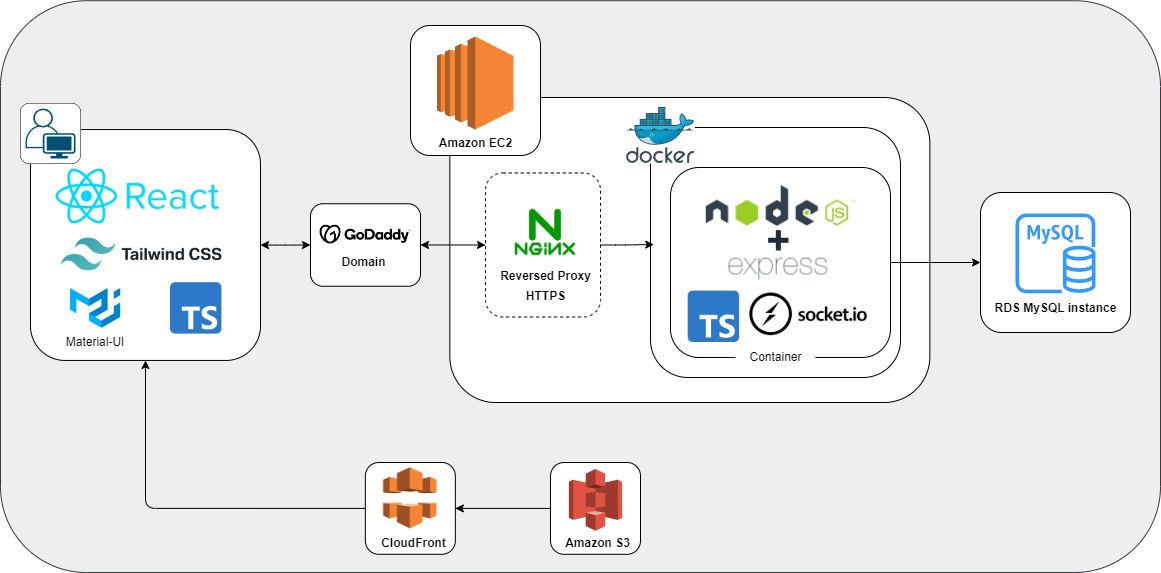 Amazon EC2
docker
React
Tailwind CSS
Material-UI
TS
GoDaddy
Domain
NGiNX
Reversed Proxy
HTTPS
node
JS
+
express
TS
socket.io
Container
MySQL
RDS MySQL instance
CloudFront
Amazon S3